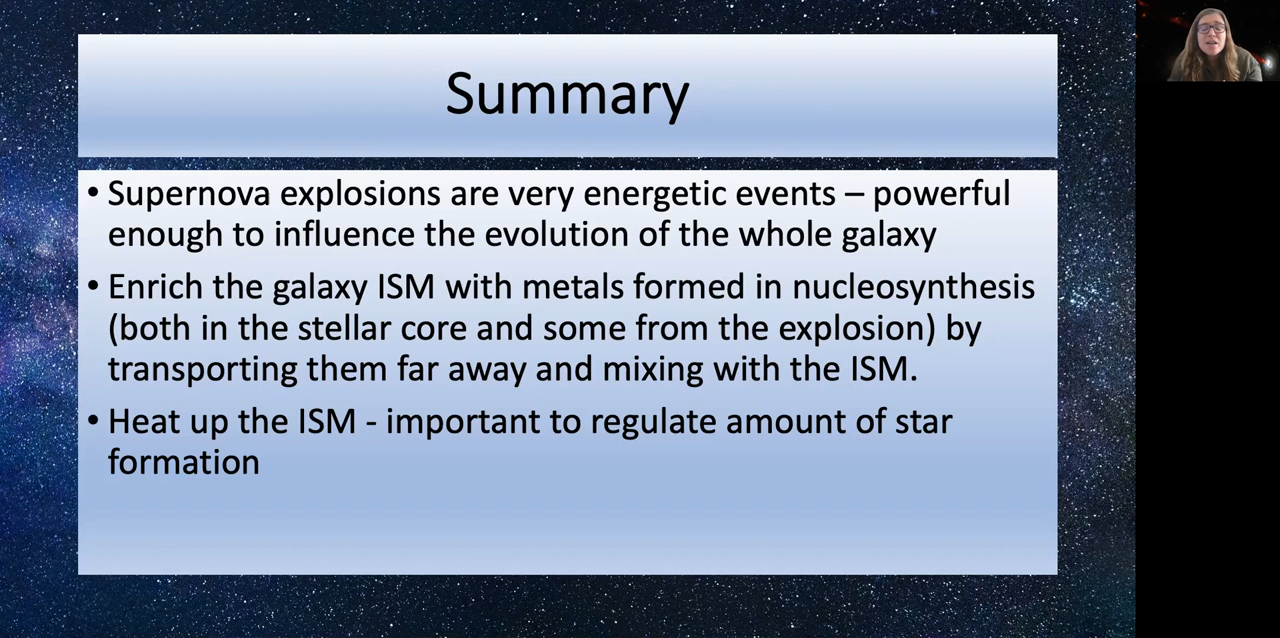 Summary
• Supernova explosions are very energetic events – powerful
enough to influence the evolution of the whole galaxy
• Enrich the galaxy ISM with metals formed in nucleosynthesis
(both in the stellar core and some from the explosion) by
transporting them far away and mixing with the ISM.
• Heat up the ISM - important to regulate amount of star
formation